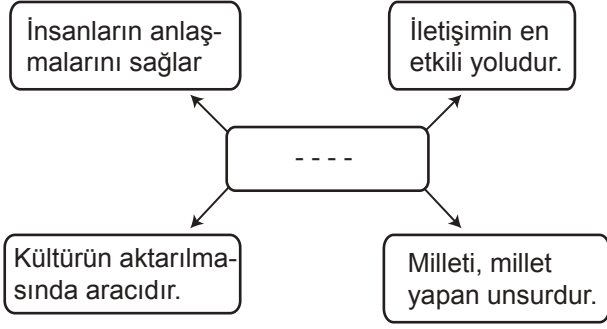 İnsanların anlaş-
malarını sağlar
İletişimin en
etkili yoludur.
- - - -
Kültürün aktarılma-
sında aracıdır.
Milleti, millet
yapan unsurdur.